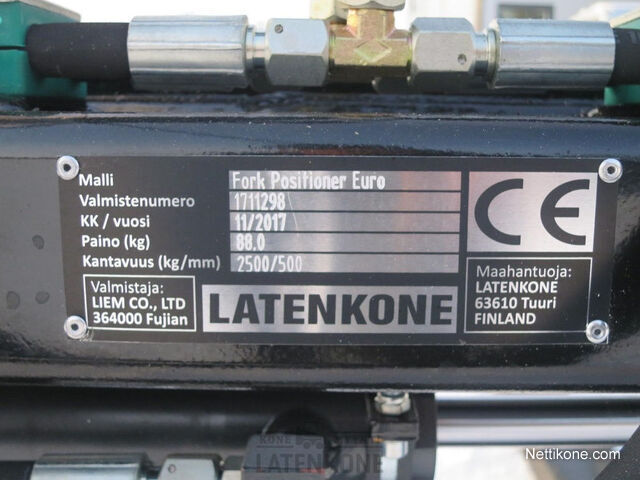 Malli Fork Positioner Euro
Valmistenumero 1711298
KK / vuosi 11/2017
Paino (kg) 88,0
Kantavuus (kg/mm) 2500/500
CE
Valmistaja:
LIEM CO., LTD
364000 Fujian
LATENKONE
Maahantuoja:
LATENKONE
63610 Tuuri
FINLAND
LATENKONE
Nettikone.com